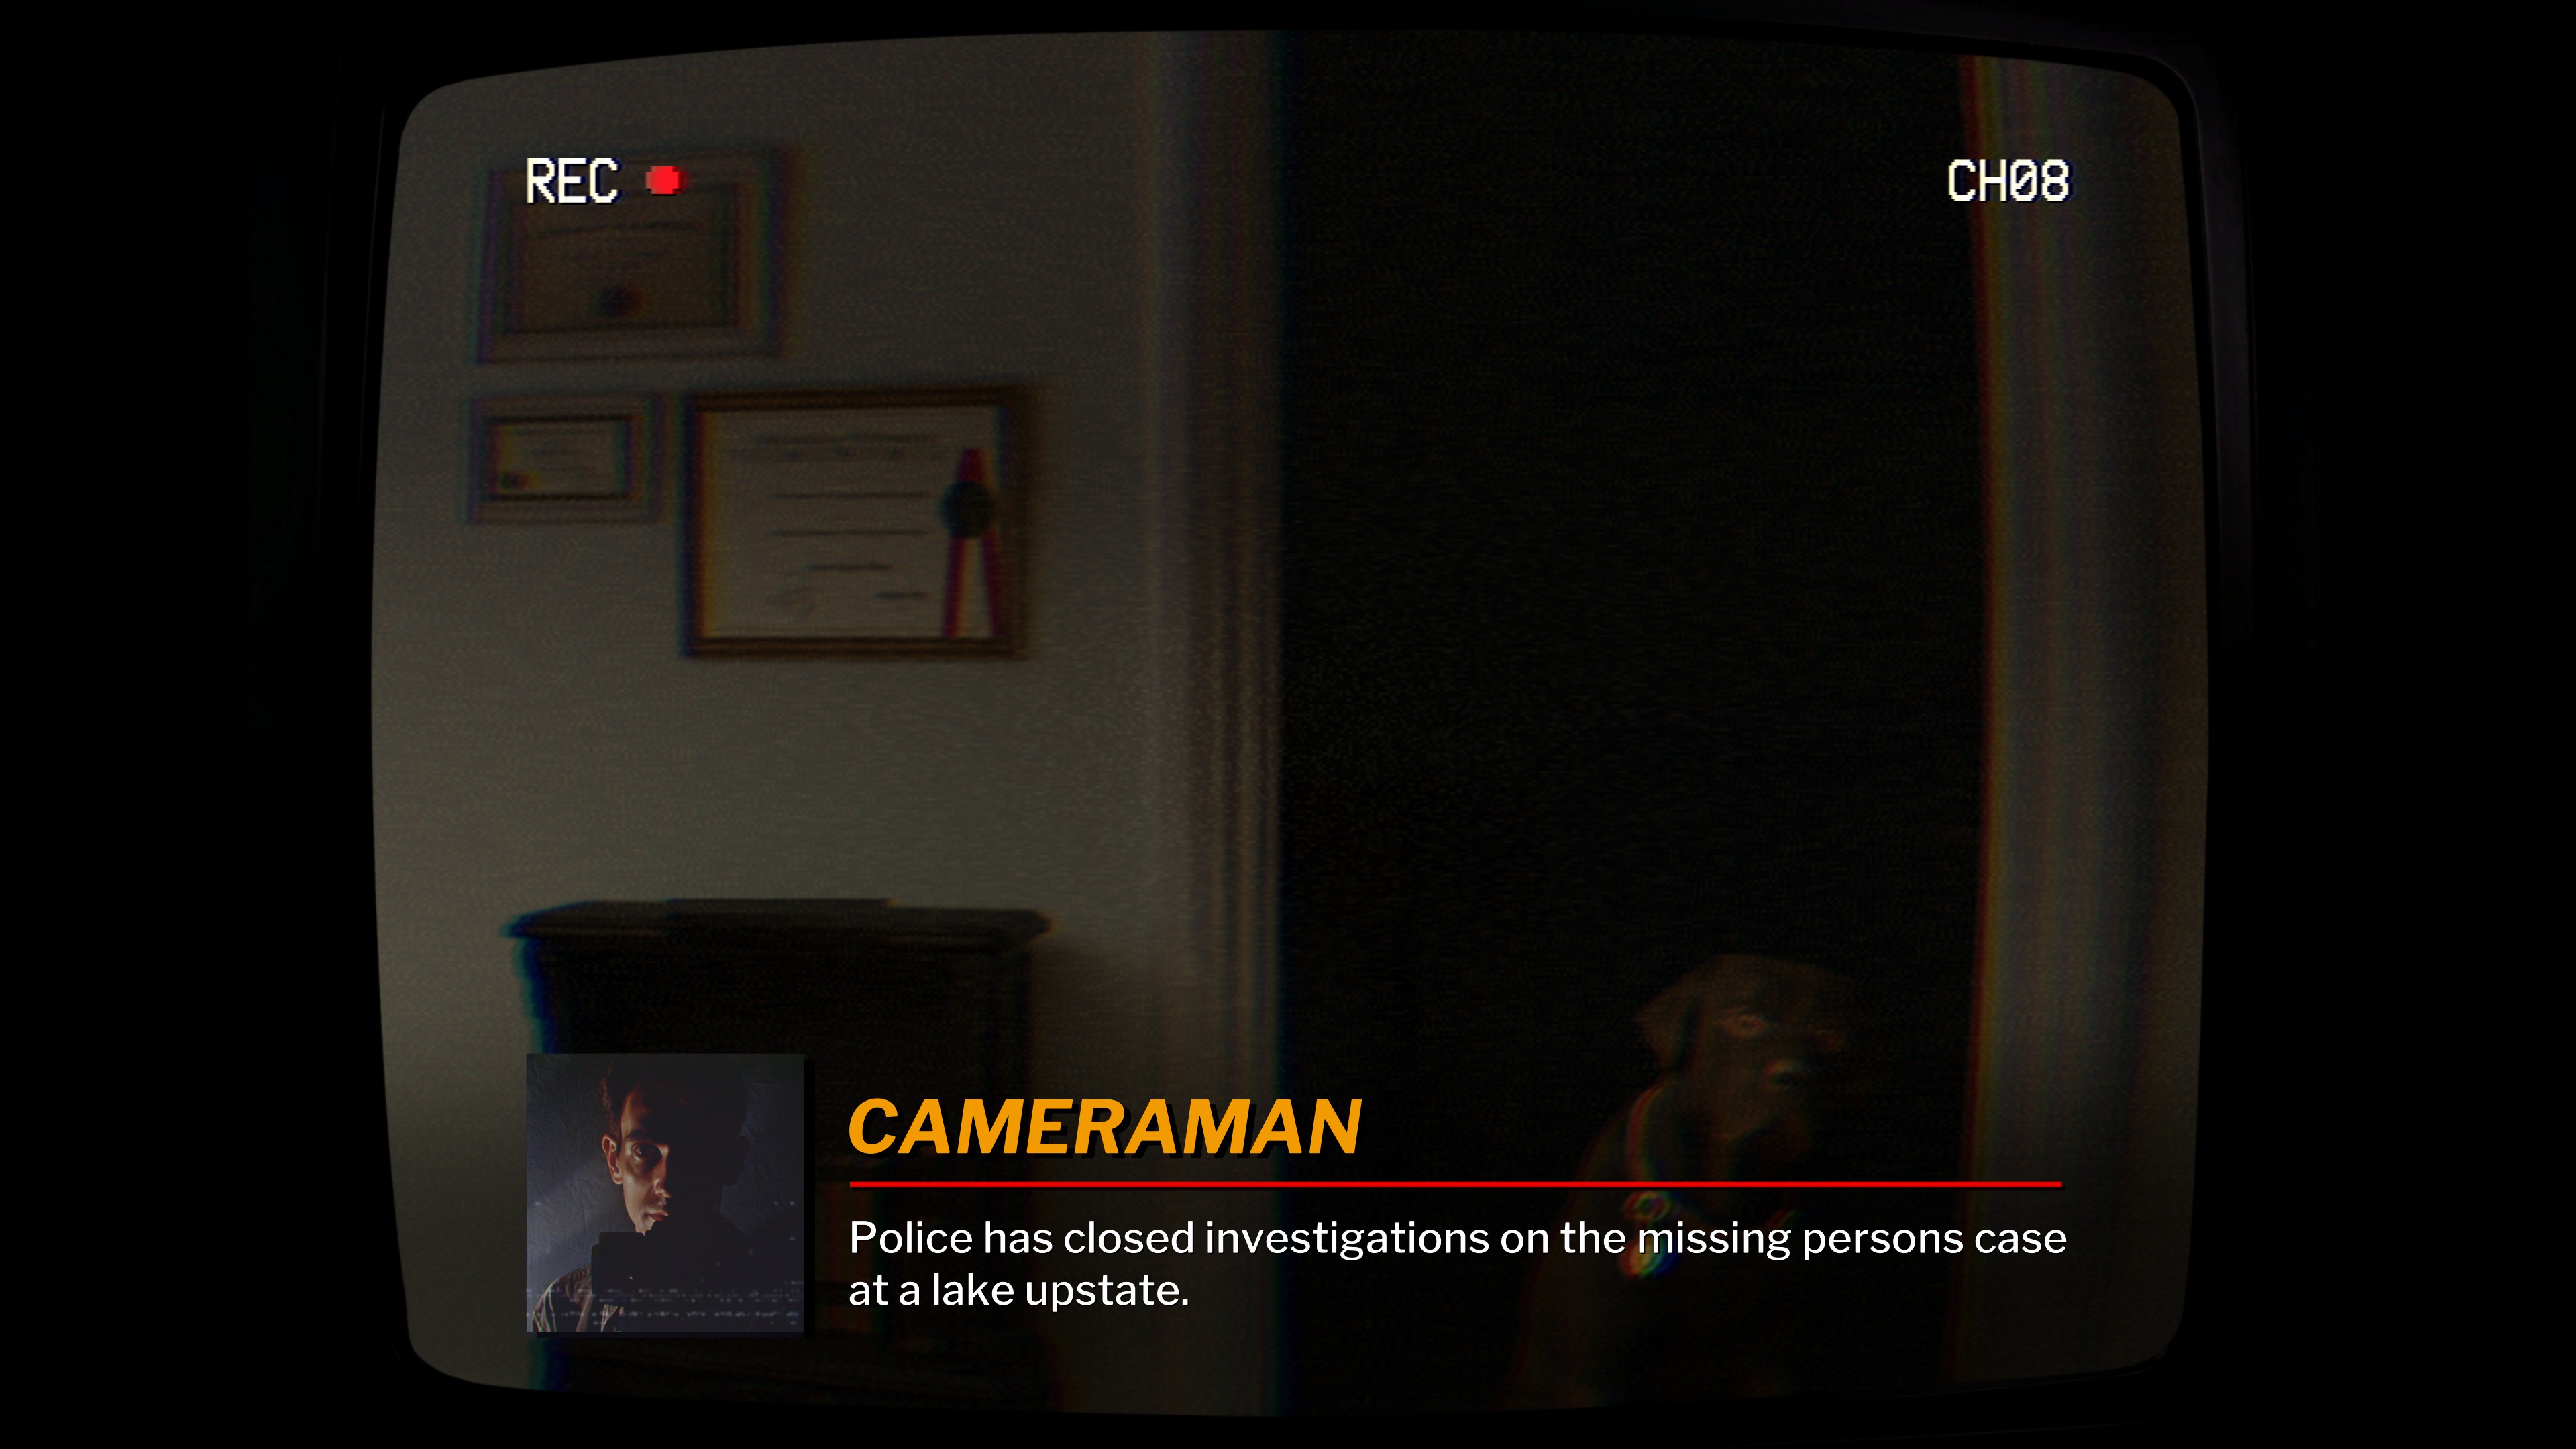 REC
CH08
CAMERAMAN
Police has closed investigations on the missing persons case
at a lake upstate.